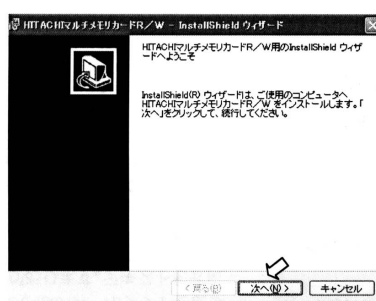 HITACHIマルチメモリカードR／W - InstallShield ウィザード
HITACHIマルチメモリカードR／W用のInstallShield ウィザ
ードへようこそ
InstallShield(R) ウィザードは、ご使用のコンピュータへ
HITACHIマルチメモリカードR／W をインストールします。「
次へ」をクリックして、続行してください。
< 戻る(B)
次へ(N) >
キャンセル